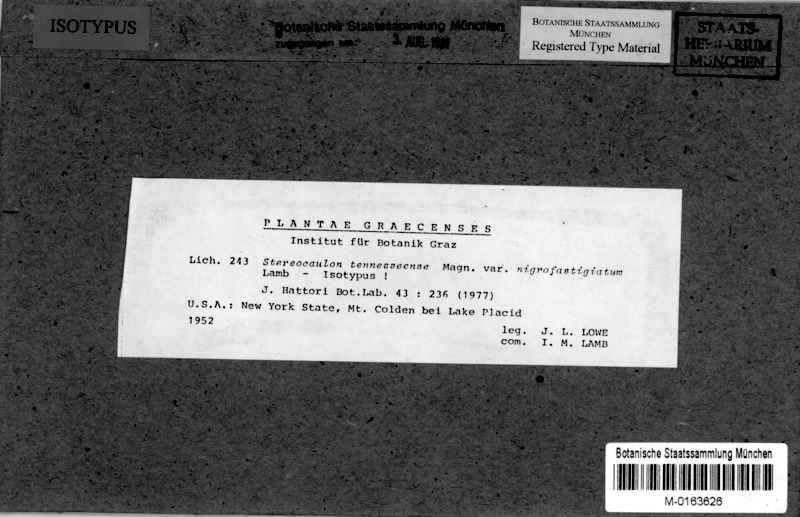 ISOTYPUS
Botanische Staatssammlung München
zugegangen am: 3. AUG.
BOTANISCHE STAATSSAMMLUNG
MÜNCHEN
Registered Type Material
STAATS-
HERBARIUM
MÜNCHEN
PLANTAE GRAECENSES
Institut für Botanik Graz
Lich. 243 Stereocaulon tennesseense Magn. var. nigrofastigiatum
Lamb - Isotypus !
J. Hattori Bot.Lab. 43 : 236 (1977)
U.S.A.: New York State, Mt. Colden bei Lake Placid
1952
leg. J. L. LOWE
com. I. M. LAMB
Botanische Staatssammlung München
M-0163626